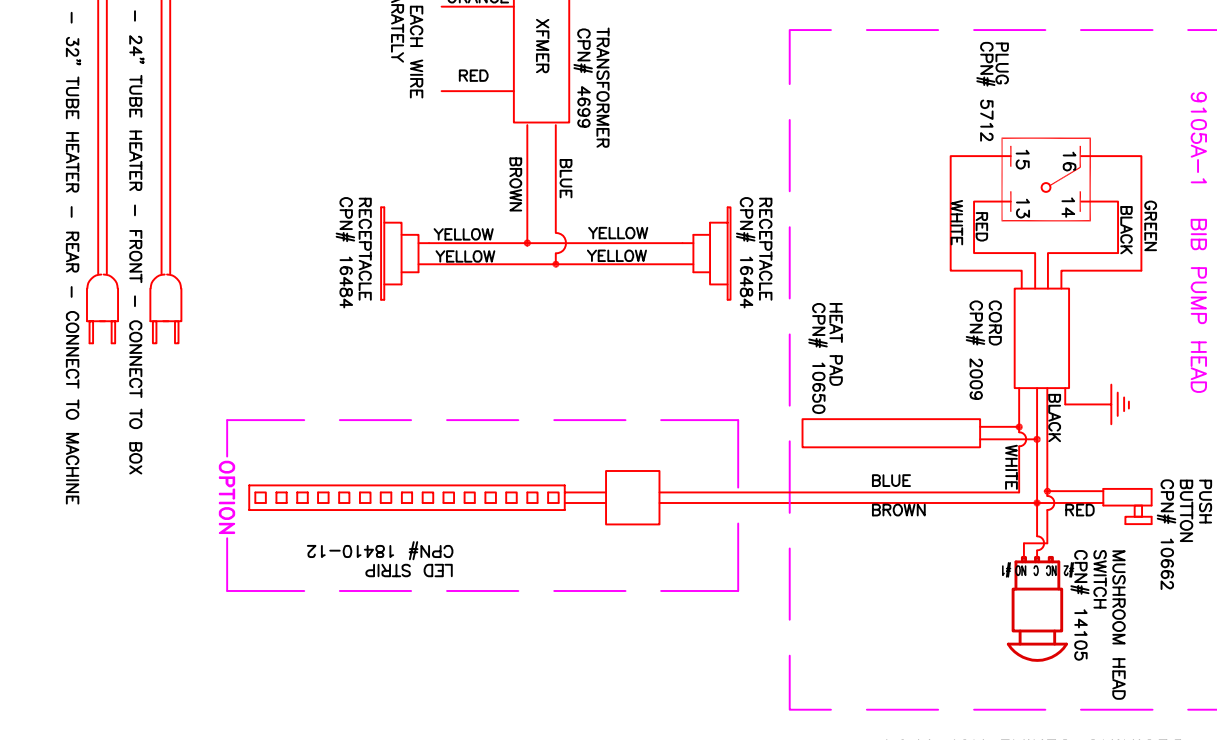 9105A-1 BIB PUMP HEAD
PLUG
CPN# 5712
15
16
13
14
WHITE
RED
BLACK
GREEN
CORD
CPN# 2009
HEAT PAD
CPN# 10650
BLACK
WHITE
BLUE
BROWN
RED
PUSH
BUTTON
CPN# 10662
MUSHROOM HEAD
SWITCH
CPN# 14105
#1 NO C NC #2
ORANGE
RED
EACH WIRE
XFMER
TRANSFORMER
CPN# 4699
BROWN
BLUE
RECEPTACLE
CPN# 16484
YELLOW
YELLOW
YELLOW
YELLOW
RECEPTACLE
CPN# 16484
OPTION
LED STRIP
CPN# 18410-12
- 24" TUBE HEATER - FRONT - CONNECT TO BOX
- 32" TUBE HEATER - REAR - CONNECT TO MACHINE